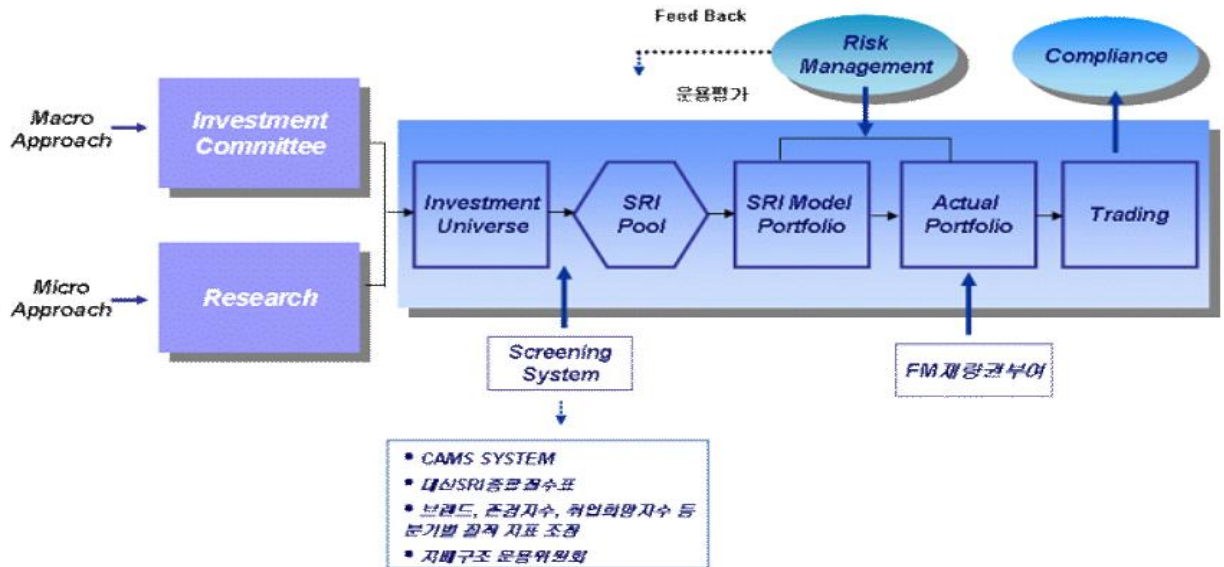 Feed Back
Risk
Management
Compliance
운용평가
Macro
Approach
Investment
Committee
Investment
Universe
SRI
Pool
SRI Model
Portfolio
Actual
Portfolio
Trading
Micro
Approach
Research
Screening
System
FM재량권부여
• CAMS SYSTEM
• 대신SRI종합점수표
• 브랜드, 존경지수, 취업희망지수 등
분기별 질적 지표 조정
• 지배구조 운용위원회